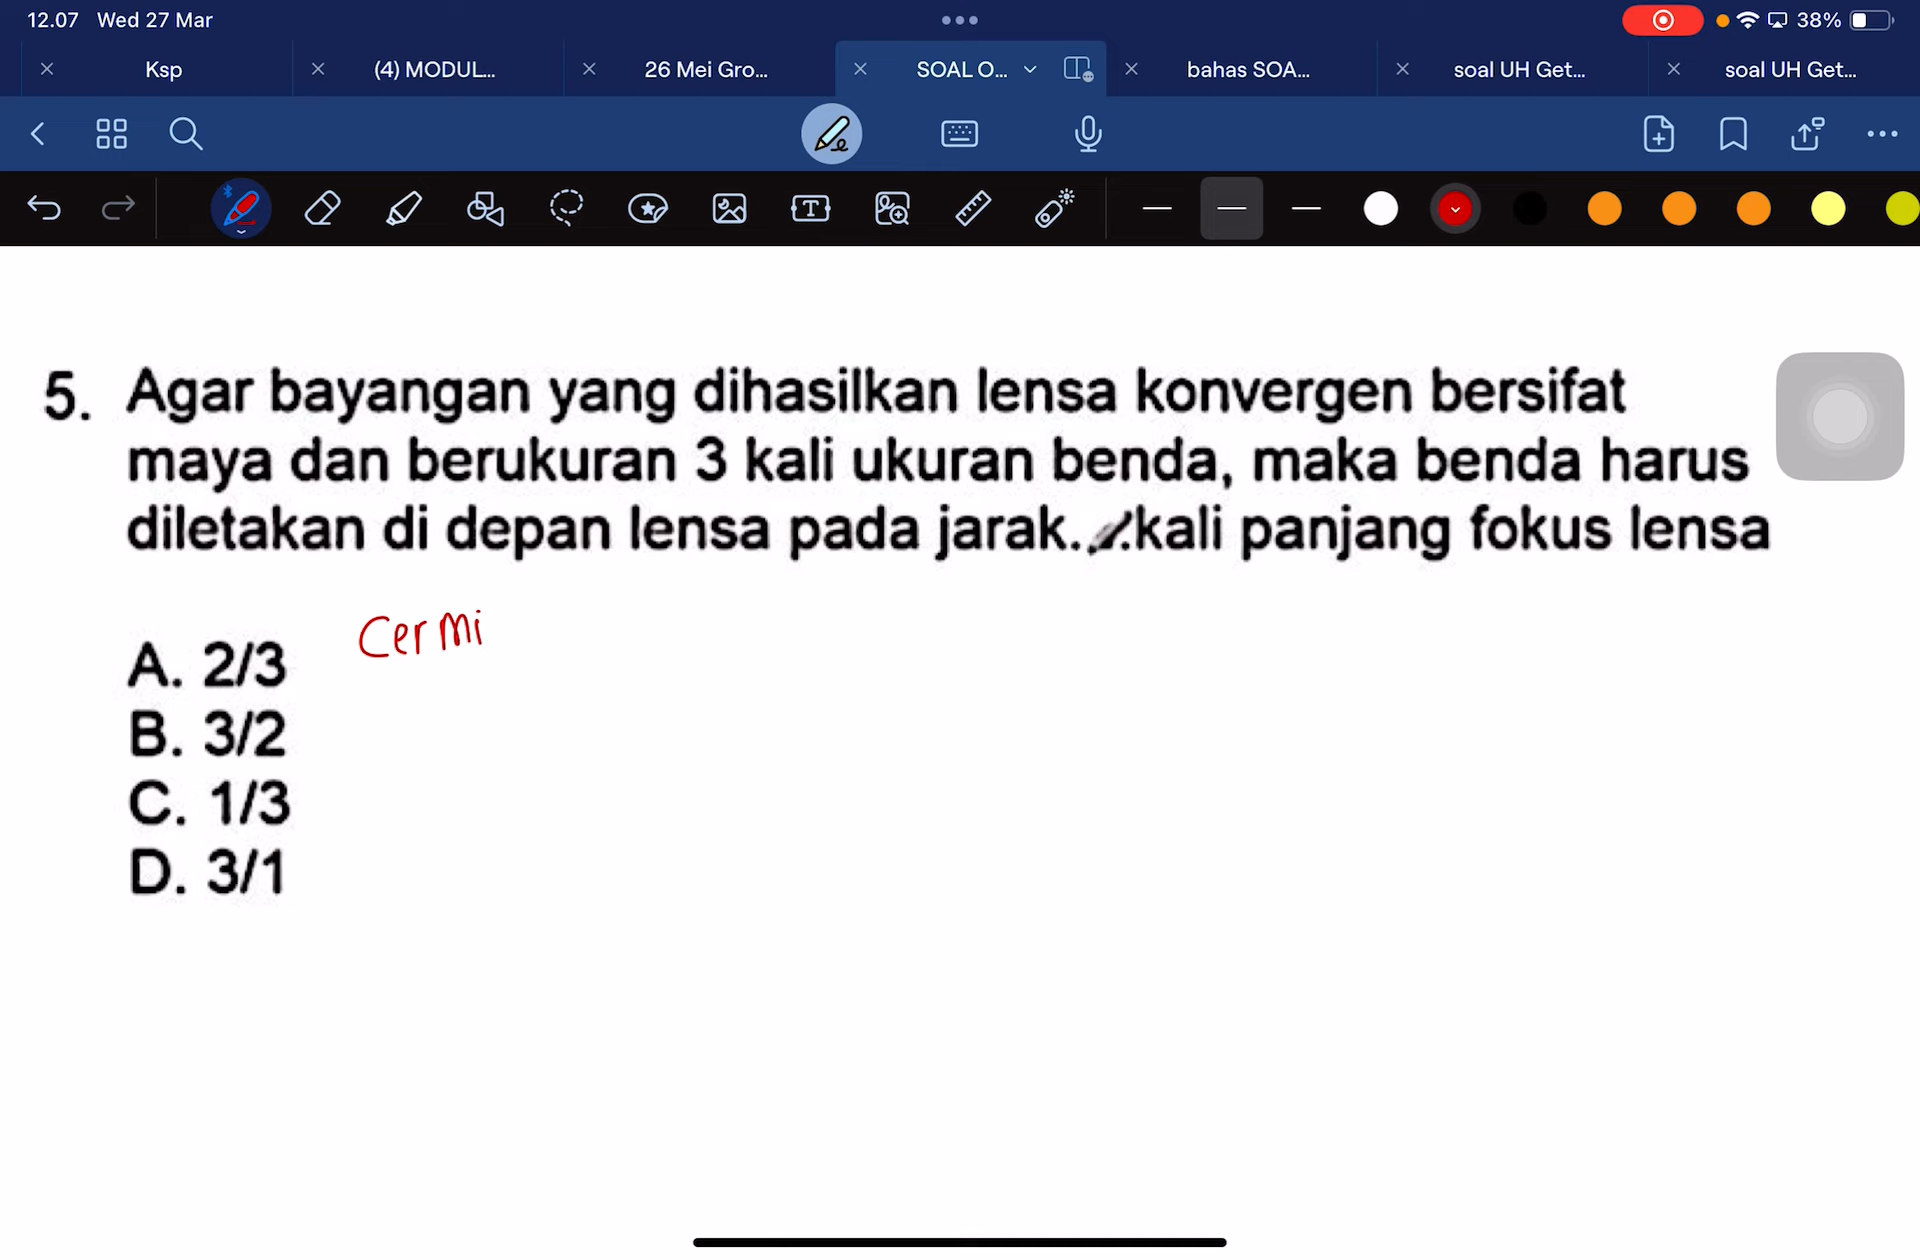 12.07 Wed 27 Mar
38%
Ksp
(4) MODUL...
26 Mei Gro...
SOAL O...
bahas SOA...
soal UH Get...
soal UH Get...
5. Agar bayangan yang dihasilkan lensa konvergen bersifat
maya dan berukuran 3 kali ukuran benda, maka benda harus
diletakan di depan lensa pada jarak...kali panjang fokus lensa
Cermi
A. 2/3
B. 3/2
C. 1/3
D. 3/1